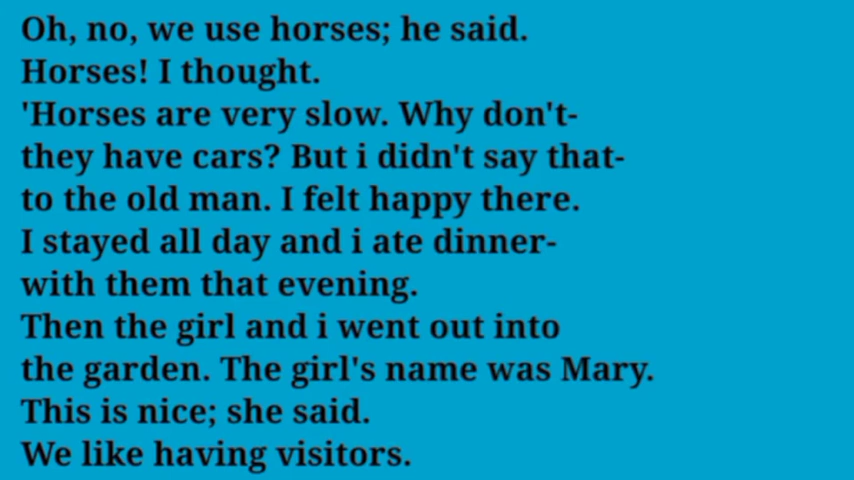 Oh, no, we use horses; he said.
Horses! I thought.
'Horses are very slow. Why don't-
they have cars? But i didn't say that-
to the old man. I felt happy there.
I stayed all day and i ate dinner-
with them that evening.
Then the girl and i went out into
the garden. The girl's name was Mary.
This is nice; she said.
We like having visitors.